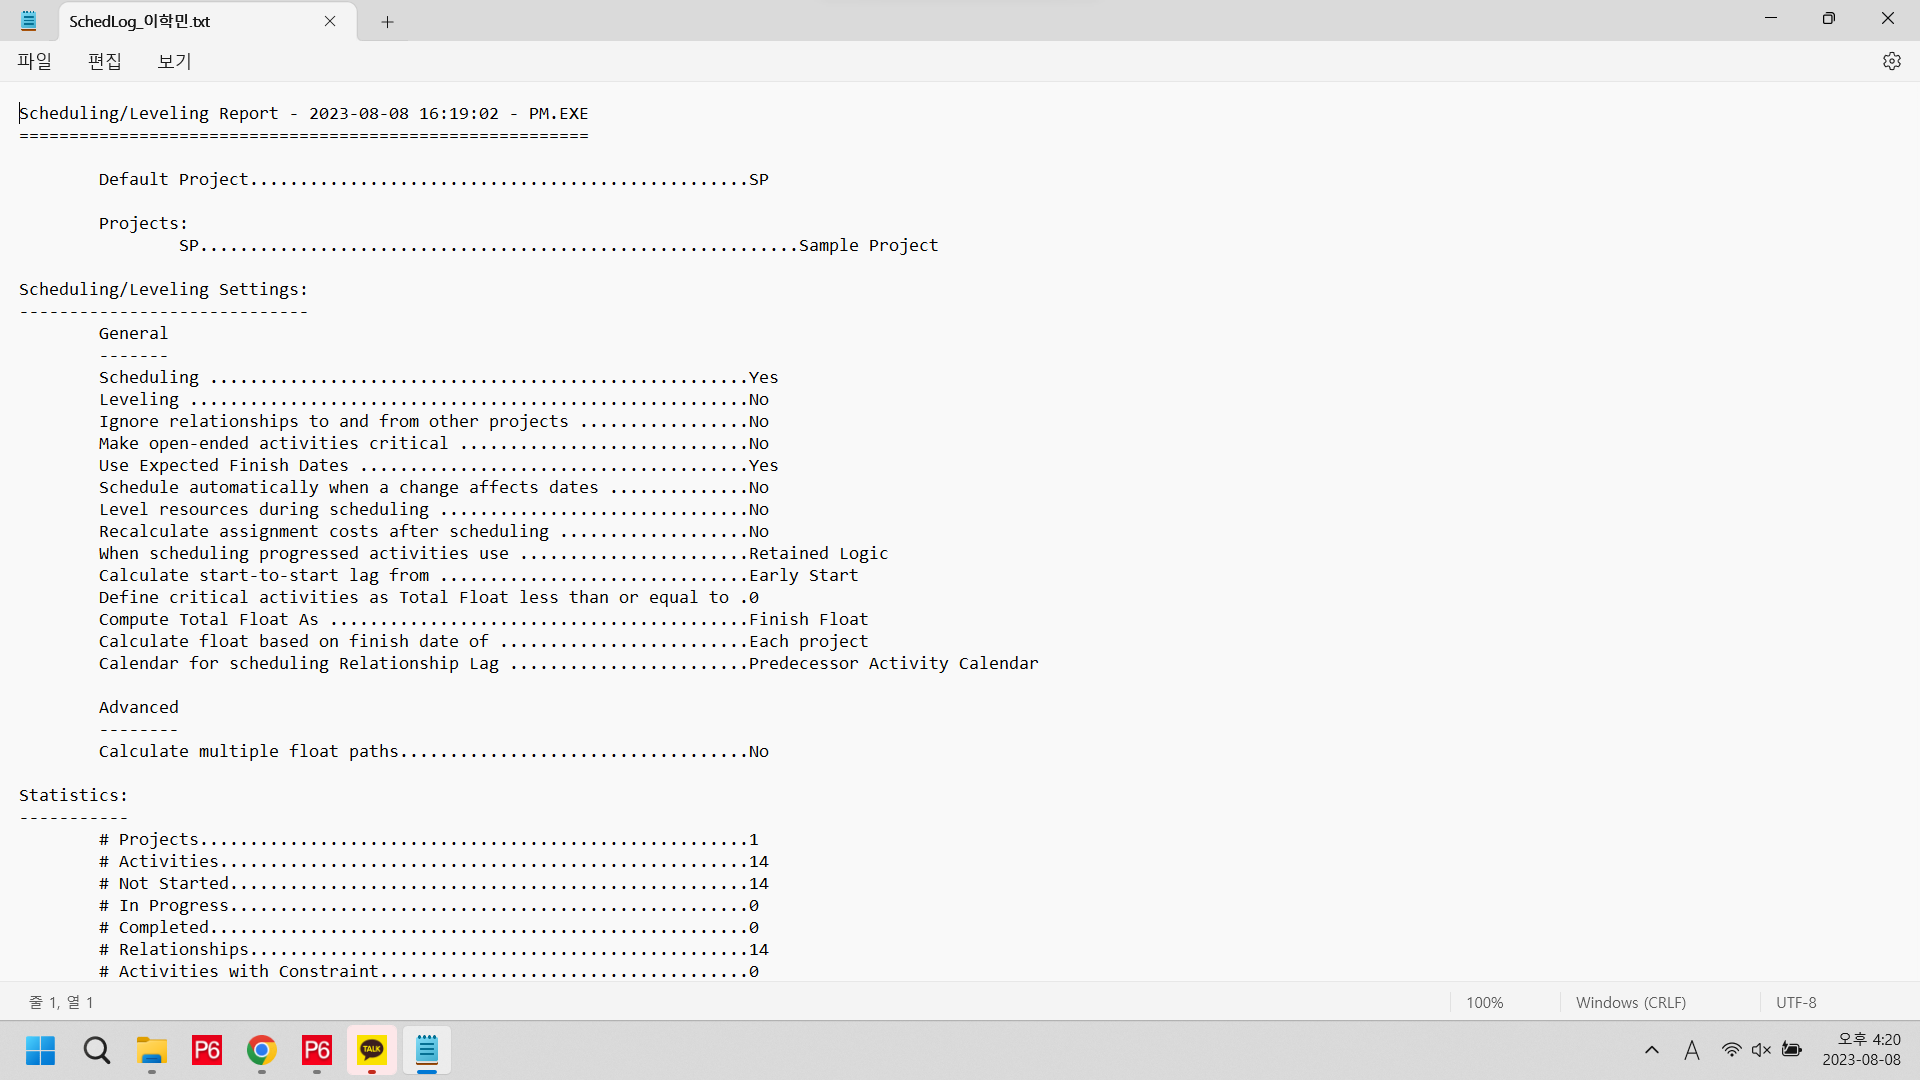 SchedLog_이학민.txt
파일 편집 보기
Scheduling/Leveling Report - 2023-08-08 16:19:02 - PM.EXE
=========================================================
Default Project..................................................SP
Projects:
SP............................................................Sample Project
Scheduling/Leveling Settings:
-----------------------------
General
-------
Scheduling ......................................................Yes
Leveling ........................................................No
Ignore relationships to and from other projects .................No
Make open-ended activities critical .............................No
Use Expected Finish Dates .......................................Yes
Schedule automatically when a change affects dates ..............No
Level resources during scheduling ...............................No
Recalculate assignment costs after scheduling ...................No
When scheduling progressed activities use .......................Retained Logic
Calculate start-to-start lag from ...............................Early Start
Define critical activities as Total Float less than or equal to .0
Compute Total Float As ..........................................Finish Float
Calculate float based on finish date of .........................Each project
Calendar for scheduling Relationship Lag ........................Predecessor Activity Calendar
Advanced
--------
Calculate multiple float paths...................................No
Statistics:
-----------
# Projects.......................................................1
# Activities.....................................................14
# Not Started....................................................14
# In Progress....................................................0
# Completed......................................................0
# Relationships..................................................14
# Activities with Constraint.....................................0
줄 1, 열 1 100% Windows (CRLF) UTF-8
P6 P6 TALK A 오후 4:20
2023-08-08